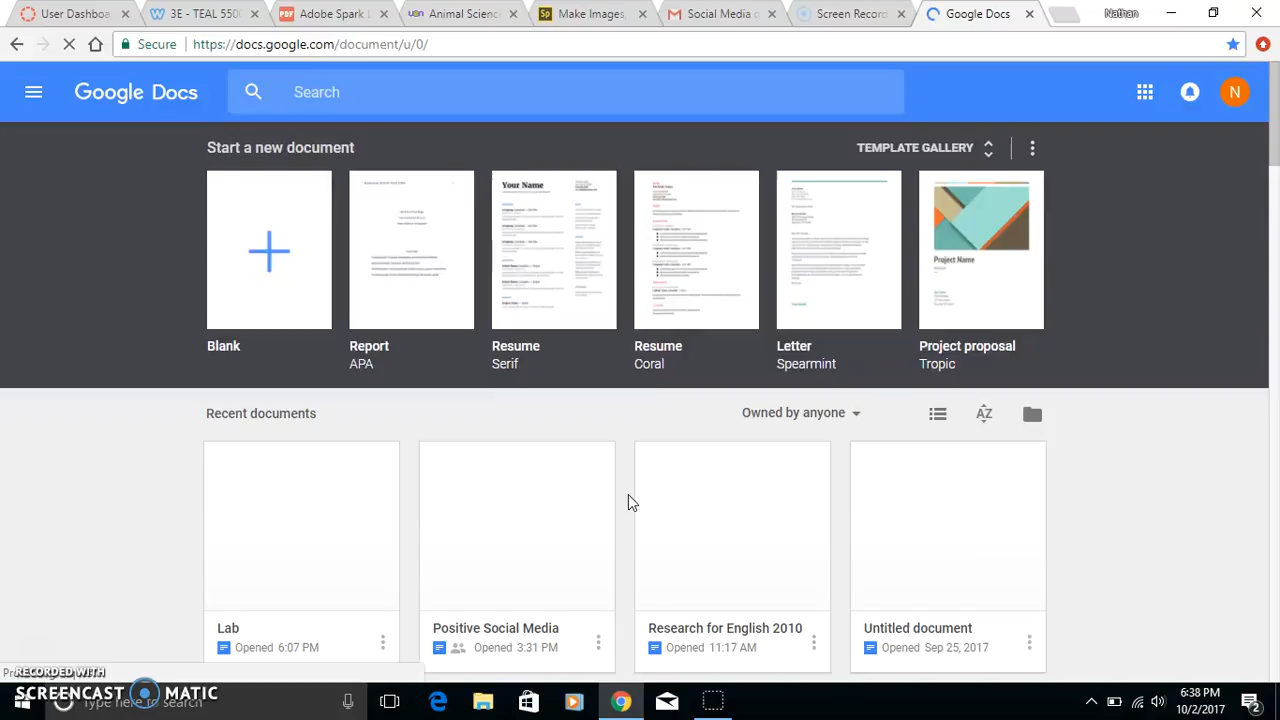 User Dashboa
3E - TEAL 550
Adobe Spark
Animal Scienc
Make Images,
Social Media c
Screen Record
Google Docs
Nathan
Secure https://docs.google.com/document/u/0/
Google Docs
Search
N
Start a new document
TEMPLATE GALLERY
Your Name
Project Name
Blank
Report
APA
Resume
Serif
Resume
Coral
Letter
Spearmint
Project proposal
Tropic
Recent documents
Owned by anyone
AZ
Lab
Opened 6:07 PM
Positive Social Media
Opened 3:31 PM
Research for English 2010
Opened 11:17 AM
Untitled document
Opened Sep 25, 2017
RECORDED WITH
SCREENCAST MATIC
Type here to search
6:38 PM
10/2/2017
2